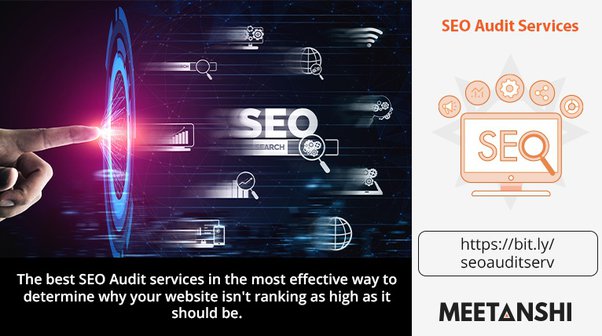 SEO
SEARCH
The best SEO Audit services in the most effective way to
determine why your website isn't ranking as high as it
should be.
SEO Audit Services
SEO
https://bit.ly/
seoauditserv
MEETANSHI